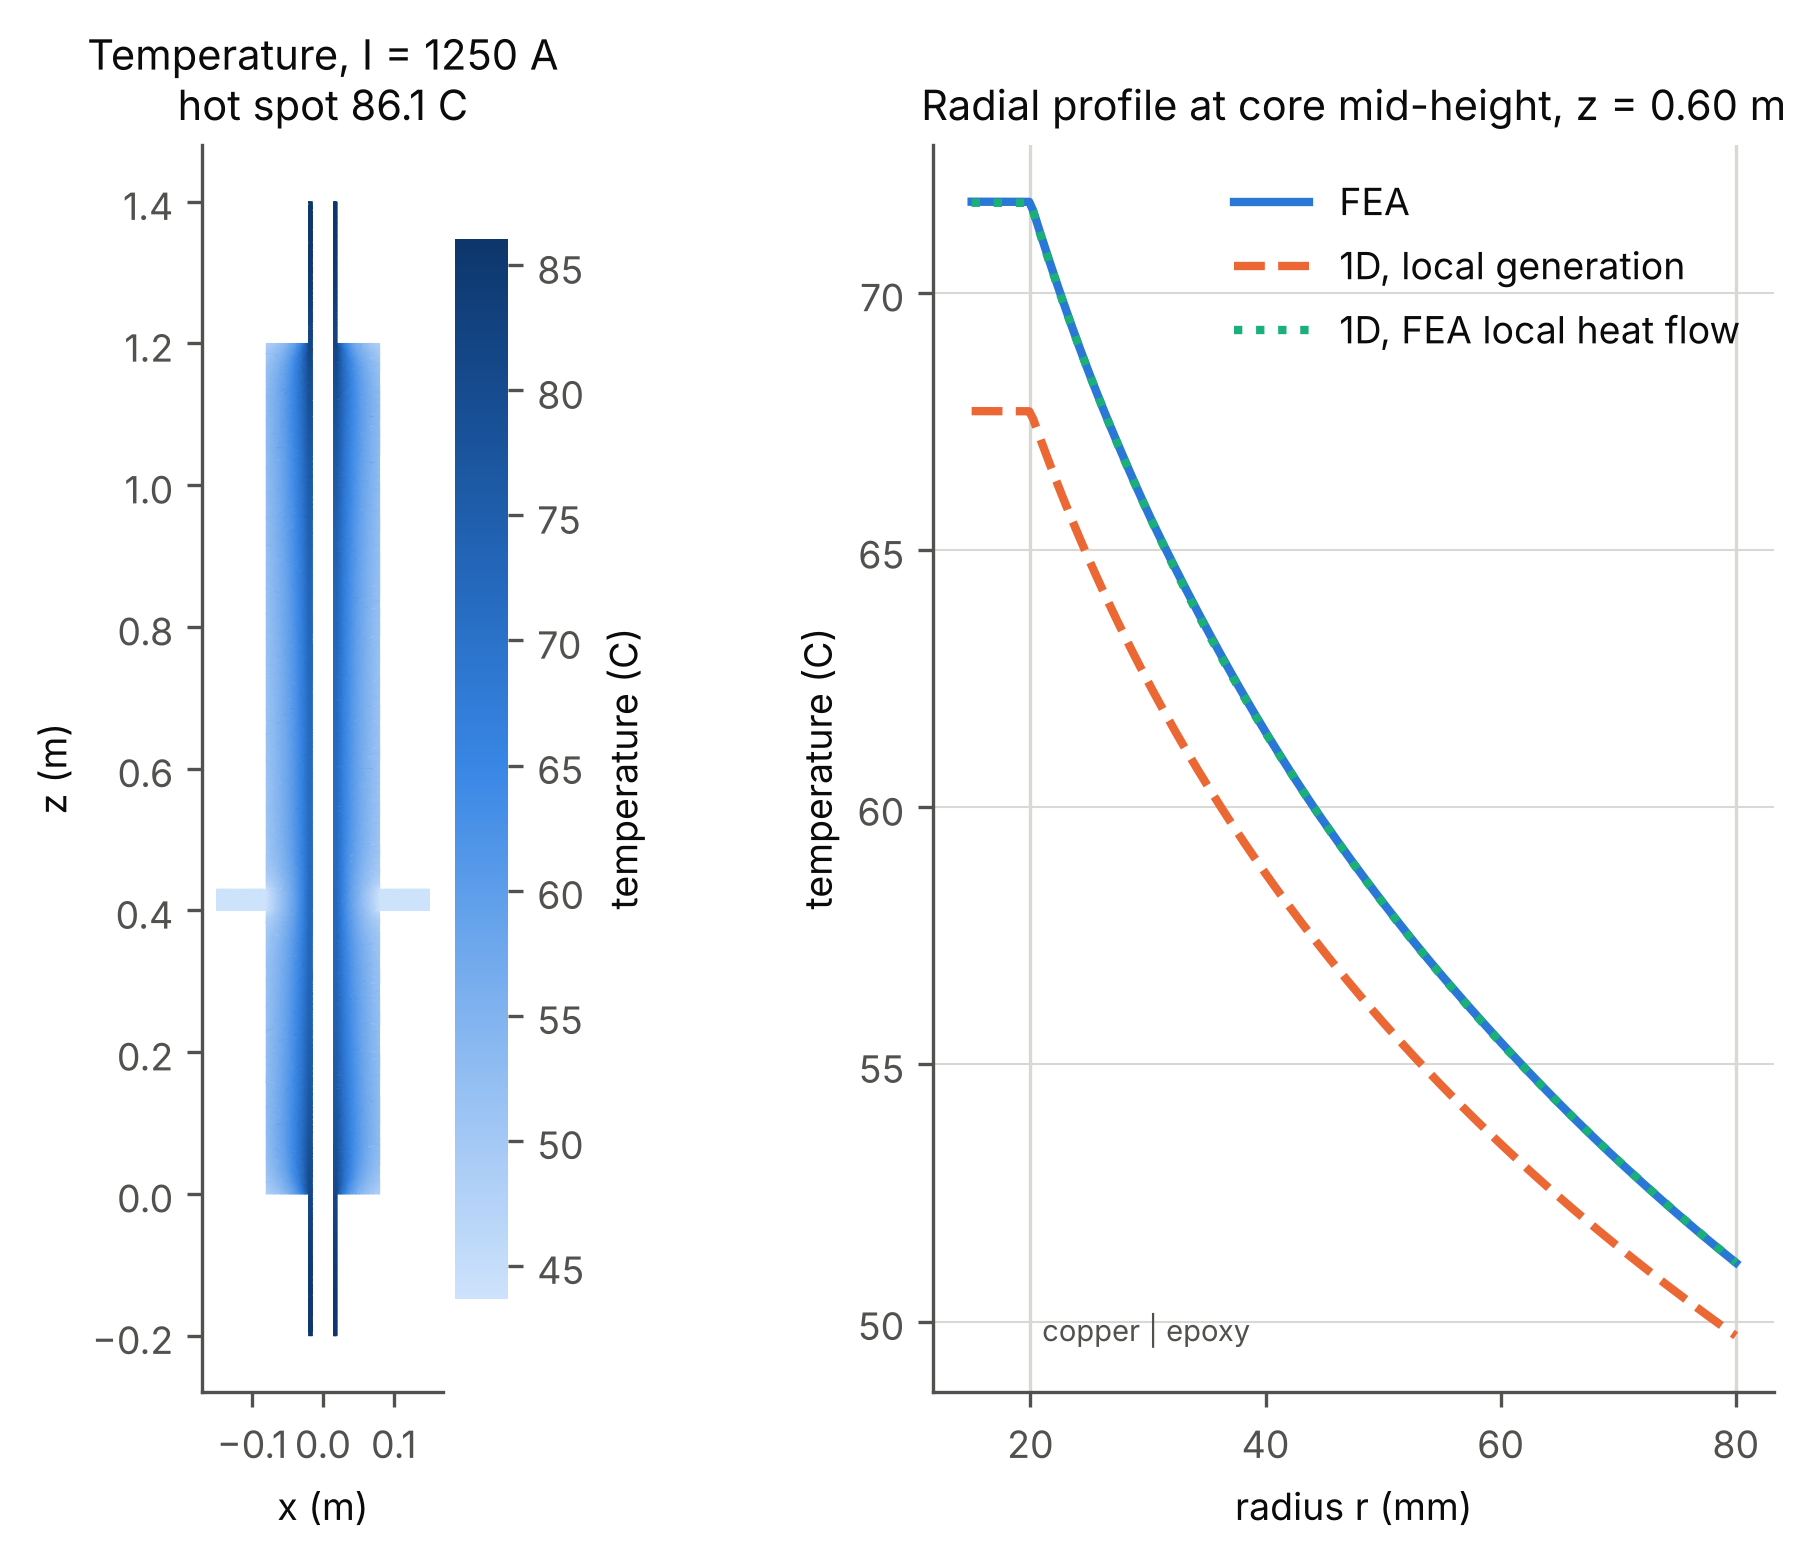 Temperature, I = 1250 A
hot spot 86.1 C
z (m)
1.4
1.2
1.0
0.8
0.6
0.4
0.2
0.0
−0.2
−0.1 0.0 0.1
x (m)
85
80
75
70
65
60
55
50
45
temperature (C)
Radial profile at core mid-height, z = 0.60 m
FEA
1D, local generation
1D, FEA local heat flow
temperature (C)
70
65
60
55
50
copper | epoxy
20 40 60 80
radius r (mm)